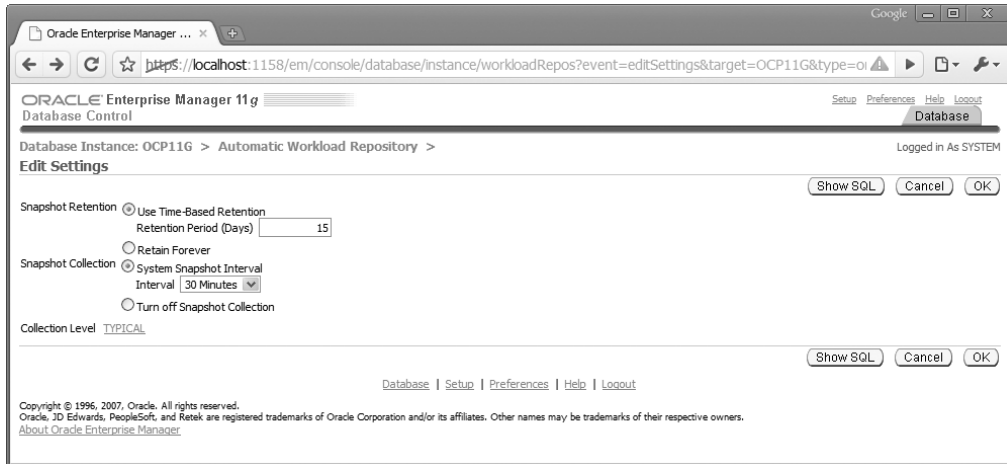 Google
Oracle Enterprise Manager ...
https://localhost:1158/em/console/database/instance/workloadRepos?event=editSettings&target=OCP11G&type=o
ORACLE Enterprise Manager 11g
Database Control
Setup Preferences Help Logout
Database
Database Instance: OCP11G > Automatic Workload Repository >
Logged in As SYSTEM
Edit Settings
Show SQL Cancel OK
Snapshot Retention Use Time-Based Retention
Retention Period (Days) 15
Retain Forever
Snapshot Collection System Snapshot Interval
Interval 30 Minutes
Turn off Snapshot Collection
Collection Level TYPICAL
Show SQL Cancel OK
Database | Setup | Preferences | Help | Logout
Copyright © 1996, 2007, Oracle. All rights reserved.
Oracle, JD Edwards, PeopleSoft, and Retek are registered trademarks of Oracle Corporation and/or its affiliates. Other names may be trademarks of their respective owners.
About Oracle Enterprise Manager